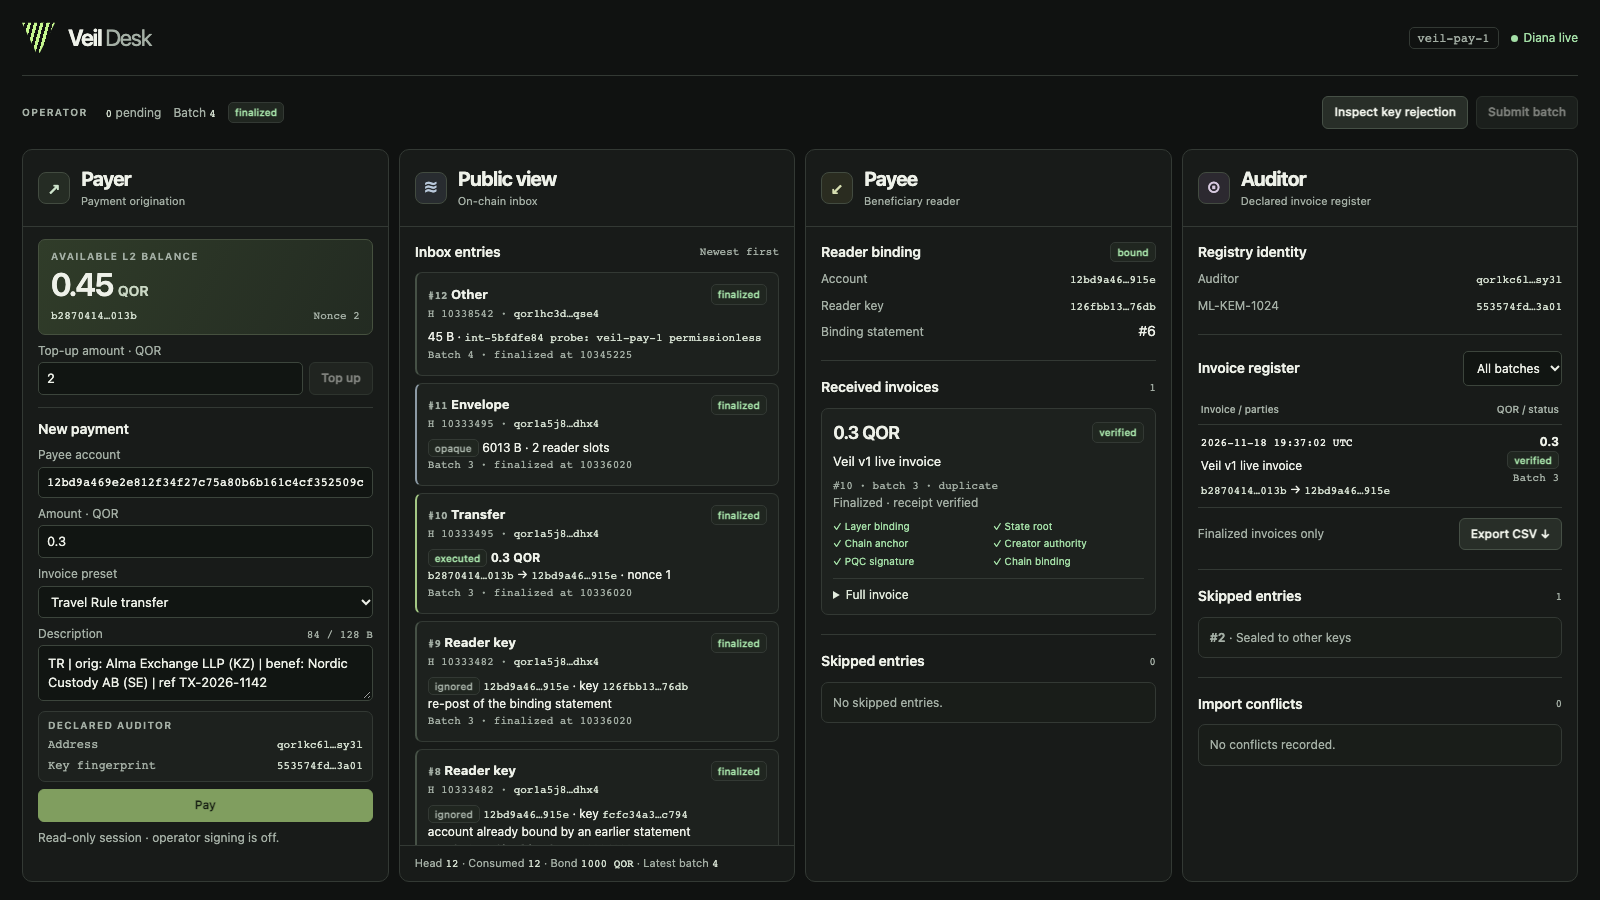 Veil Desk
veil-pay-1
Diana live
OPERATOR 0 pending Batch 4 finalized
Inspect key rejection
Submit batch
Payer
Payment origination
AVAILABLE L2 BALANCE
0.45 QOR
b2870414…013b
Nonce 2
Top-up amount · QOR
2
Top up
New payment
Payee account
12bd9a469e2e812f34f27c75a80b6b161c4cf352509c
Amount · QOR
0.3
Invoice preset
Travel Rule transfer
Description
84 / 128 B
TR | orig: Alma Exchange LLP (KZ) | benef: Nordic
Custody AB (SE) | ref TX-2026-1142
DECLARED AUDITOR
Address qor1kc6l…sy3l
Key fingerprint 553574fd…3a01
Pay
Read-only session · operator signing is off.
Public view
On-chain inbox
Inbox entries
Newest first
#12 Other finalized
H 10338542 · qor1hc3d…qse4
45 B · int-5bfdfe84 probe: veil-pay-1 permissionless
Batch 4 · finalized at 10345225
#11 Envelope finalized
H 10333495 · qor1a5j8…dhx4
opaque 6013 B · 2 reader slots
Batch 3 · finalized at 10336020
#10 Transfer finalized
H 10333495 · qor1a5j8…dhx4
executed 0.3 QOR
b2870414…013b → 12bd9a46…915e · nonce 1
Batch 3 · finalized at 10336020
#9 Reader key finalized
H 10333482 · qor1a5j8…dhx4
ignored 12bd9a46…915e · key 126fbb13…76db
re-post of the binding statement
Batch 3 · finalized at 10336020
#8 Reader key finalized
H 10333482 · qor1a5j8…dhx4
ignored 12bd9a46…915e · key fcfc34a3…c794
account already bound by an earlier statement
Head 12 · Consumed 12 · Bond 1000 QOR · Latest batch 4
Payee
Beneficiary reader
Reader binding bound
Account 12bd9a46…915e
Reader key 126fbb13…76db
Binding statement #6
Received invoices 1
0.3 QOR verified
Veil v1 live invoice
#10 · batch 3 · duplicate
Finalized · receipt verified
✓ Layer binding ✓ State root
✓ Chain anchor ✓ Creator authority
✓ PQC signature ✓ Chain binding
▶ Full invoice
Skipped entries 0
No skipped entries.
Auditor
Declared invoice register
Registry identity
Auditor qor1kc6l…sy3l
ML-KEM-1024 553574fd…3a01
Invoice register
All batches
Invoice / parties QOR / status
2026-11-18 19:37:02 UTC 0.3
Veil v1 live invoice verified
Batch 3
b2870414…013b → 12bd9a46…915e
Finalized invoices only
Export CSV ↓
Skipped entries 1
#2 · Sealed to other keys
Import conflicts 0
No conflicts recorded.